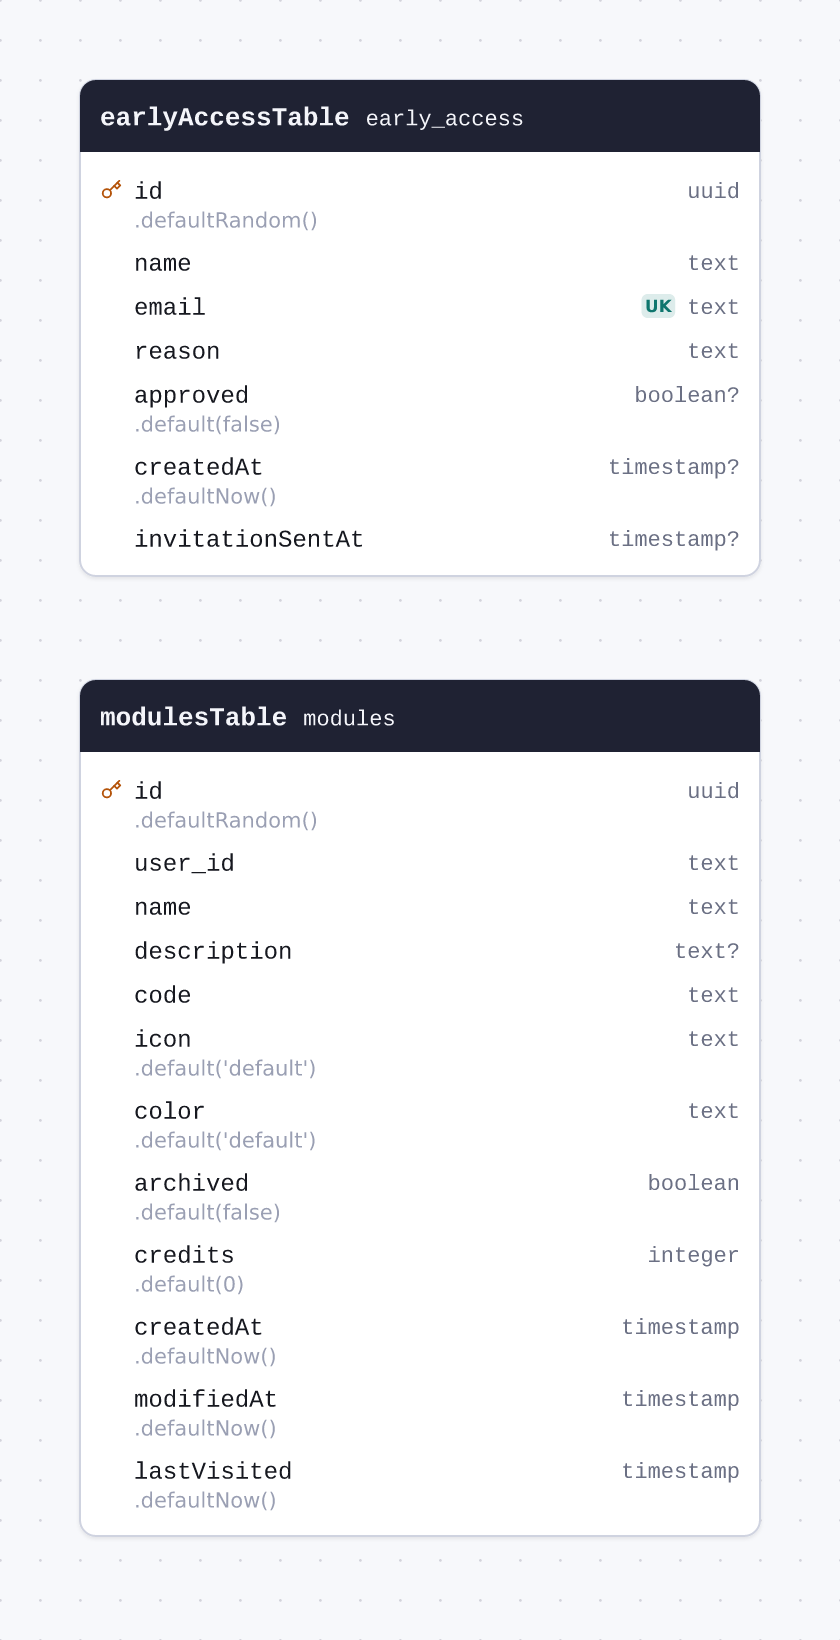 earlyAccessTable early_access
id uuid
.defaultRandom()
name text
email UK text
reason text
approved boolean?
.default(false)
createdAt timestamp?
.defaultNow()
invitationSentAt timestamp?
modulesTable modules
id uuid
.defaultRandom()
user_id text
name text
description text?
code text
icon text
.default('default')
color text
.default('default')
archived boolean
.default(false)
credits integer
.default(0)
createdAt timestamp
.defaultNow()
modifiedAt timestamp
.defaultNow()
lastVisited timestamp
.defaultNow()